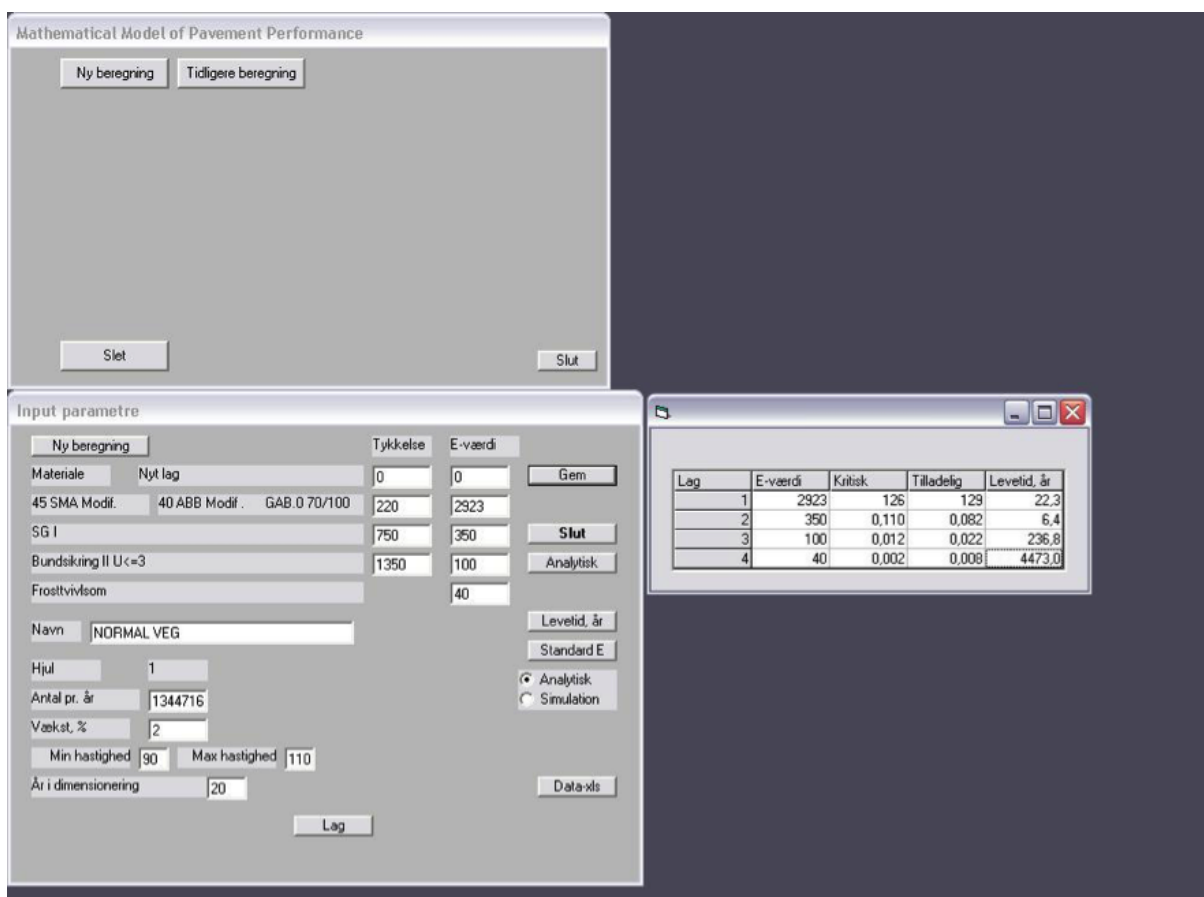 Mathematical Model of Pavement Performance
Ny beregning Tidligere beregning
Slet
Slut
Input parametre
Ny beregning Tykkelse E-værdi
Materiale Nyt lag 0 0 Gem
45 SMA Modif. 40 ABB Modif . GAB.0 70/100 220 2923
SG I 750 350 Slut
Bundsikring II U<=3 1350 100 Analytisk
Frosttvivlsom 40
Levetid, år
Navn NORMAL VEG
Standard E
Hjul 1
Analytisk
Antal pr. år 1344716
Simulation
Vækst, % 2
Min hastighed 90 Max hastighed 110
År i dimensionering 20 Data-xls
Lag
Lag E-værdi Kritisk Tilladelig Levetid, år
1 2923 126 129 22,3
2 350 0,110 0,082 6,4
3 100 0,012 0,022 236,8
4 40 0,002 0,008 4473,0